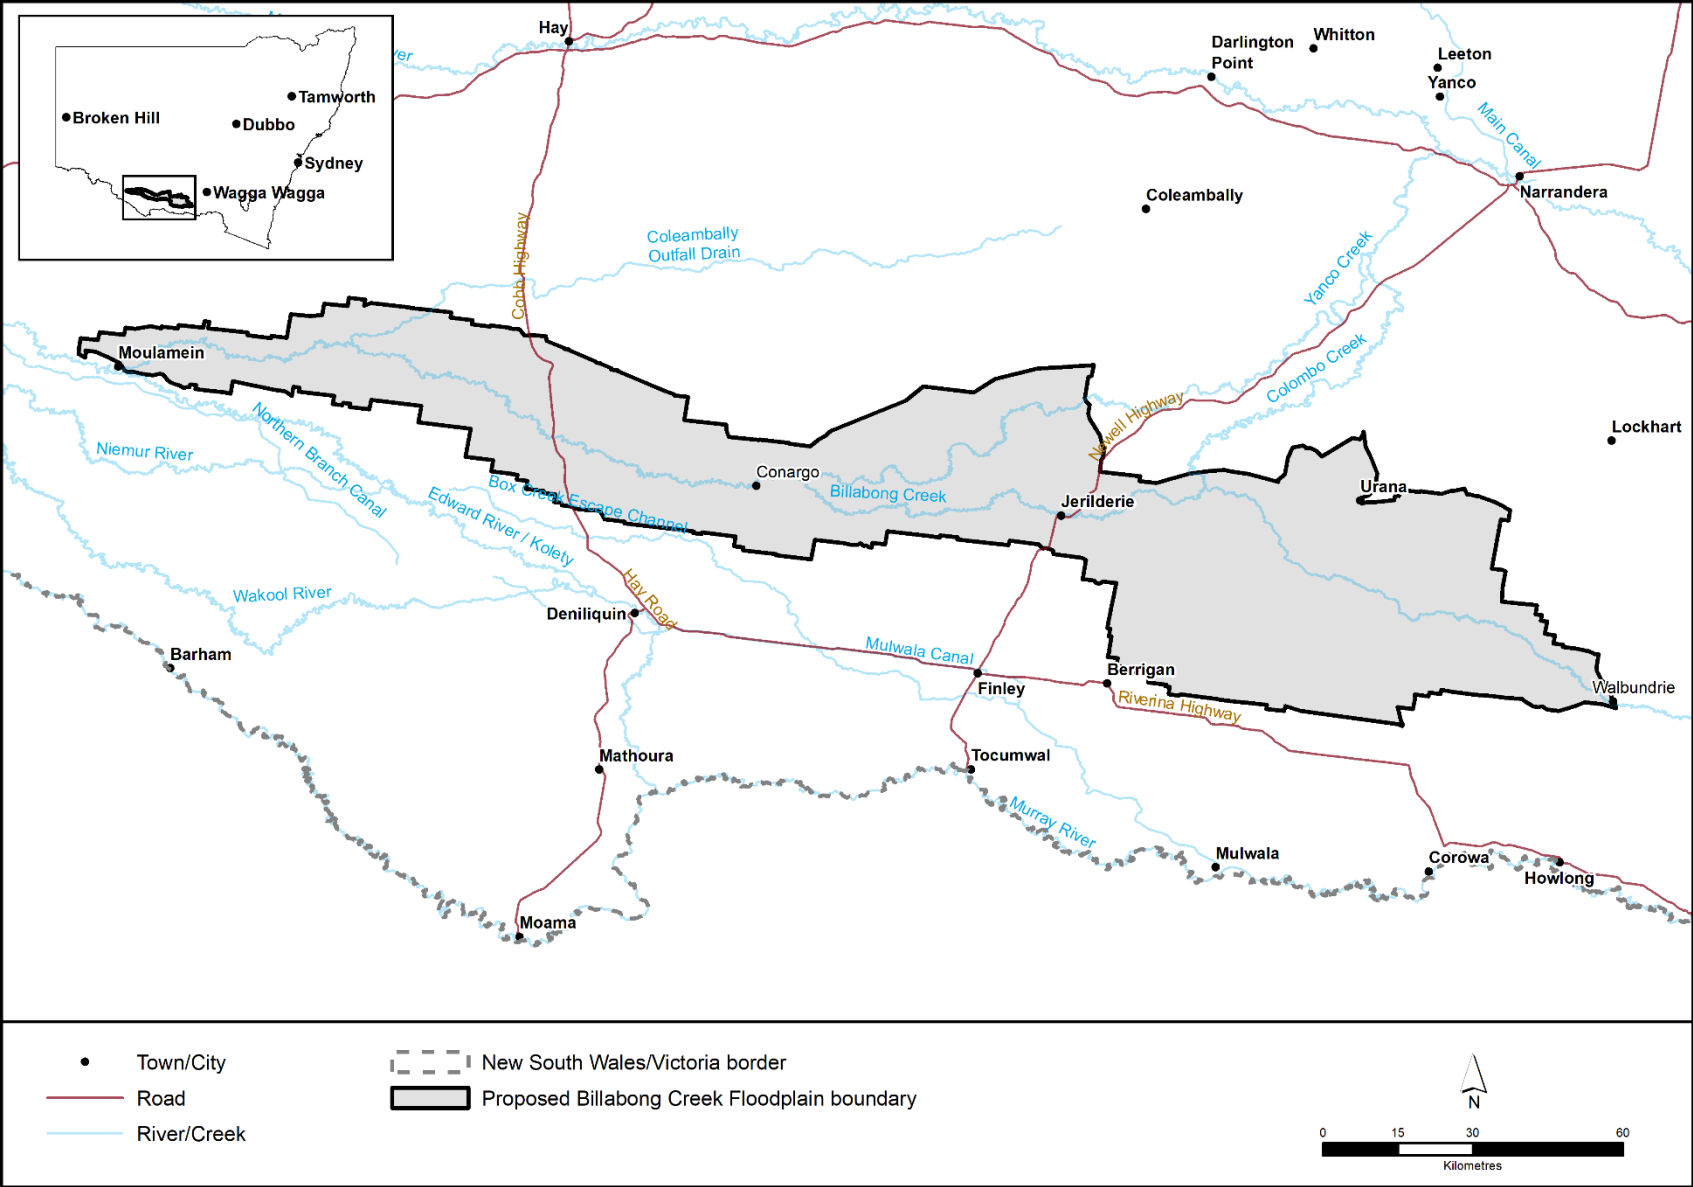 Hay
Darlington
Point
Whitton
Leeton
Yanco
Tamworth
Broken Hill
Dubbo
Sydney
Wagga Wagga
Main Canal
Narrandera
Coleambally
Coleambally
Outfall Drain
Cobb Highway
Yanco Creek
Colombo Creek
Moulamein
Newell Highway
Lockhart
Northern Branch Canal
Niemur River
Conargo
Billabong Creek
Box Creek Escape Channel
Edward River / Kolety
Jerilderie
Urana
Wakool River
Hay Road
Deniliquin
Mulwala Canal
Barham
Finley
Berrigan
Riverina Highway
Walbundrie
Mathoura
Tocumwal
Murray River
Mulwala
Corowa
Howlong
Moama
Town/City
Road
River/Creek
New South Wales/Victoria border
Proposed Billabong Creek Floodplain boundary
N
0 15 30 60
Kilometres